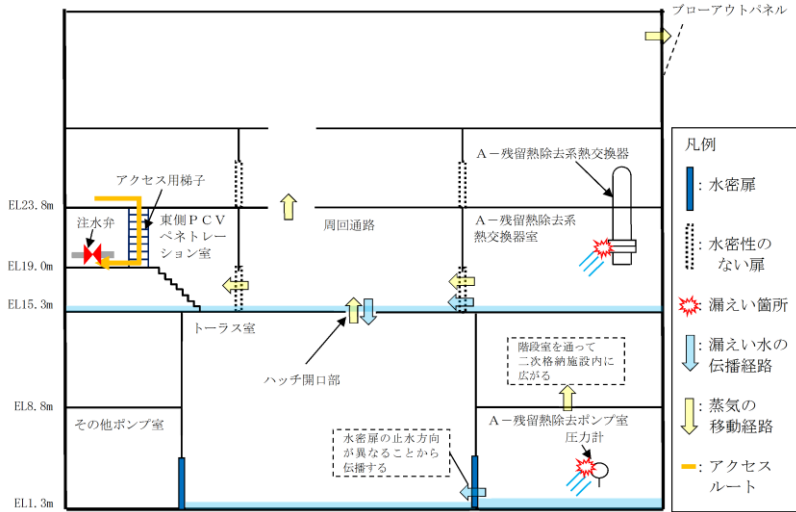 ブローアウトパネル
A－残留熱除去系熱交換器
アクセス用梯子
EL23.8m
注水弁
東側PCV
ペネトレー
ション室
周回通路
A－残留熱除去系
熱交換器室
EL19.0m
EL15.3m
トーラス室
ハッチ開口部
階段室を通って
二次格納施設内に
広がる
EL8.8m
その他ポンプ室
A－残留熱除去ポンプ室
圧力計
水密扉の止水方向
が異なることから
伝播する
EL1.3m
凡例
：水密扉
：水密性の
ない扉
：漏えい箇所
：漏えい水の
伝播経路
：蒸気の
移動経路
：アクセス
ルート